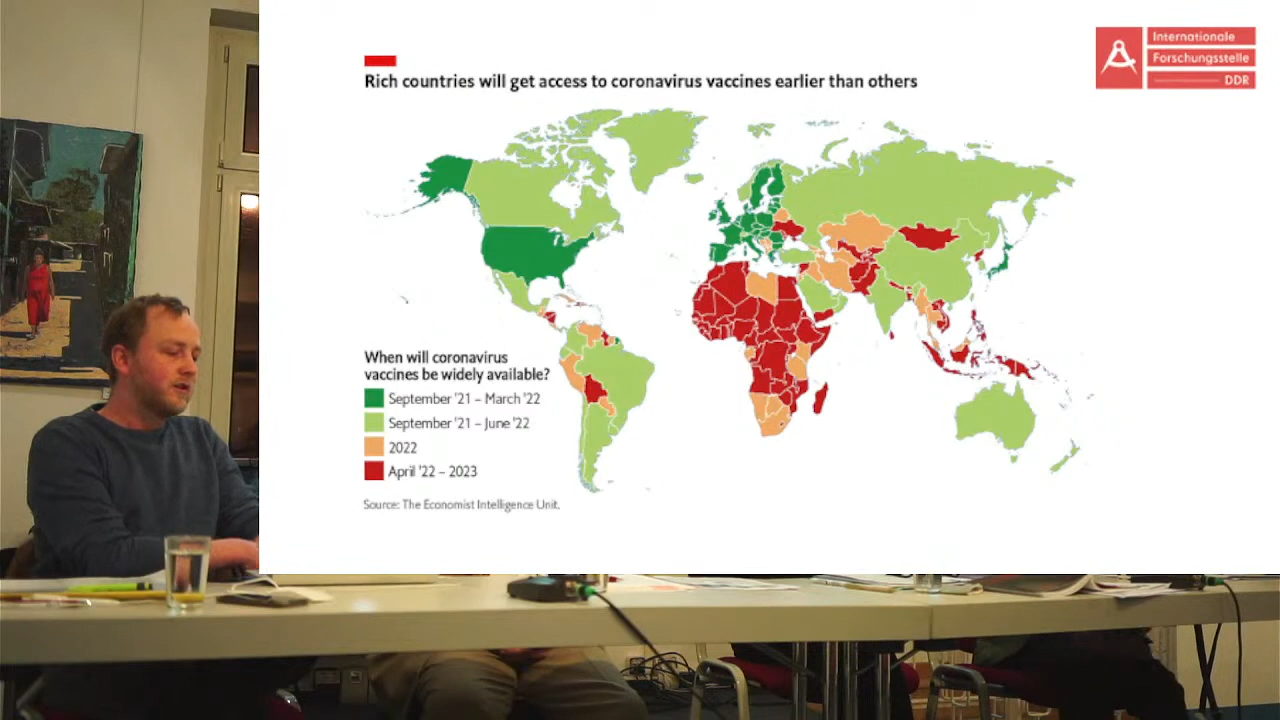 Internationale
Forschungsstelle
DDR
Rich countries will get access to coronavirus vaccines earlier than others
When will coronavirus
vaccines be widely available?
September '21 – March '22
September '21 – June '22
2022
April '22 – 2023
Source: The Economist Intelligence Unit.